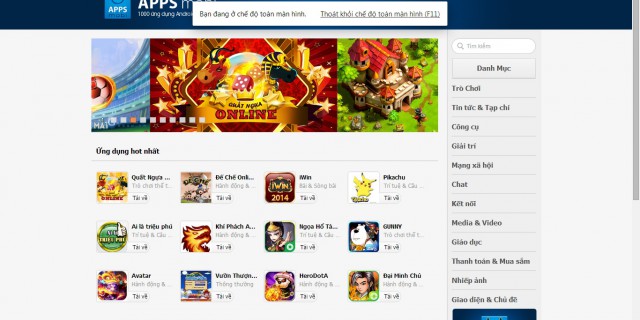 APPS
APPS
Bạn đang ở chế độ toàn màn hình. Thoát khỏi chế độ toàn màn hình (F11)
1000 ứng dụng
Tìm kiếm
QUẤT NGỰA
ONLINE
Danh Mục
Trò Chơi
Tin tức & Tạp chí
Công cụ
Giải trí
Mạng xã hội
Chat
Kết nối
Media & Video
Giáo dục
Thanh toán & Mua sắm
Nhiếp ảnh
Giao diện & Chủ đề
Ứng dụng hot nhất
Quất Ngựa ...
Trò chơi thể t...
Tải về
Đế Chế Onli...
Hành động & ...
Tải về
iWin
Bài & Sòng bài
Tải về
Pikachu
Trí tuệ & Câu ...
Tải về
Ai là triệu phú
Trí tuệ & Câu ...
Tải về
Khí Phách A...
Hành động & ...
Tải về
Ngọa Hổ Tà...
Trí tuệ & Câu ...
Tải về
GUNNY
Trò chơi thể t...
Tải về
Avatar
Hành động & ...
Tải về
Vườn Thượn...
Thông thường
Tải về
HeroDotA
Hành động & ...
Tải về
Đại Minh Chủ
Hành động & ...
Tải về
iWIN
2014